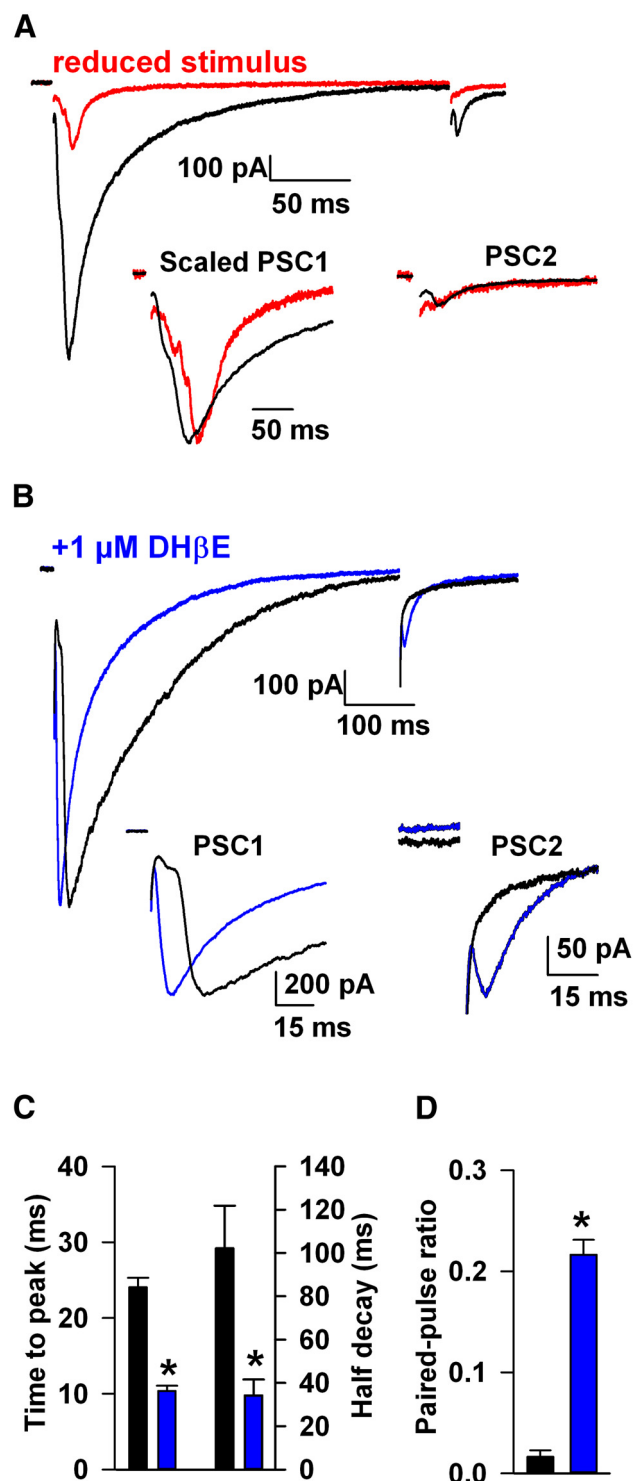 A
reduced stimulus
100 pA
50 ms
Scaled PSC1
PSC2
50 ms
B
+1 µM DHβE
100 pA
100 ms
PSC1
PSC2
200 pA
15 ms
50 pA
15 ms
C
D
Time to peak (ms)
40
30
20
10
0
*
*
140
120
100
80
60
40
20
0
Half decay (ms)
Paired-pulse ratio
0.3
0.2
0.1
0.0
*